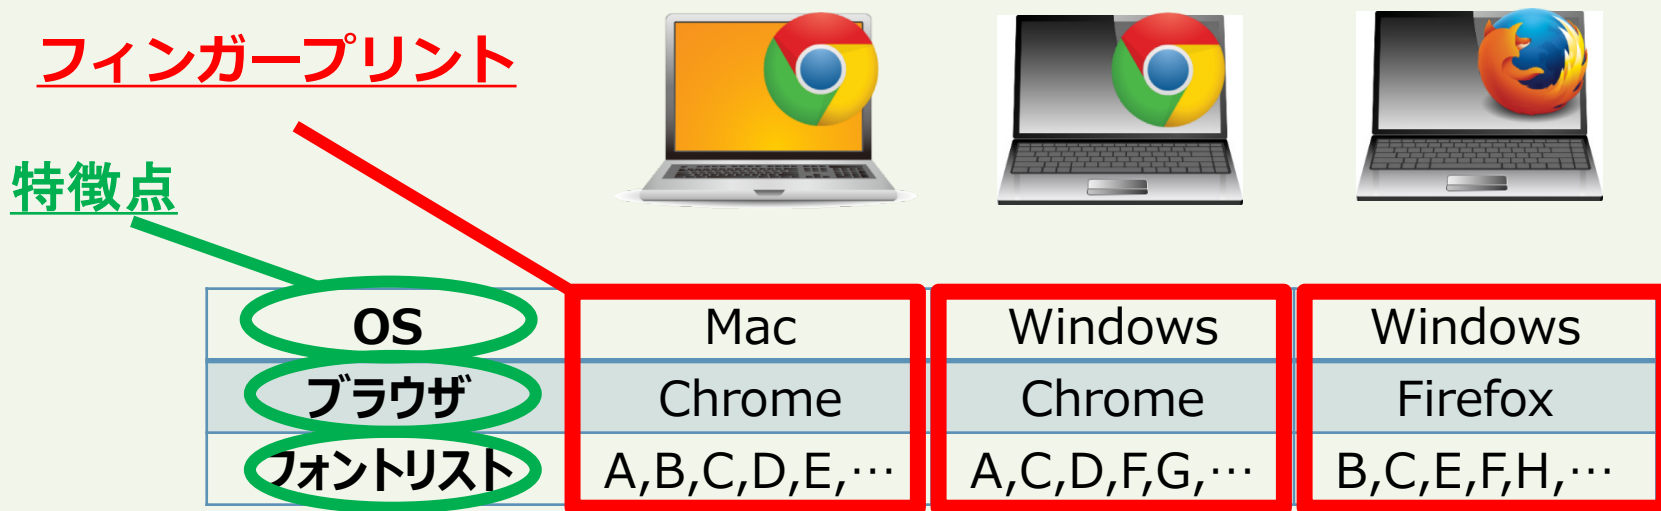 フィンガープリント
特徴点
OS Mac Windows Windows
ブラウザ Chrome Chrome Firefox
フォントリスト A,B,C,D,E,… A,C,D,F,G,… B,C,E,F,H,…